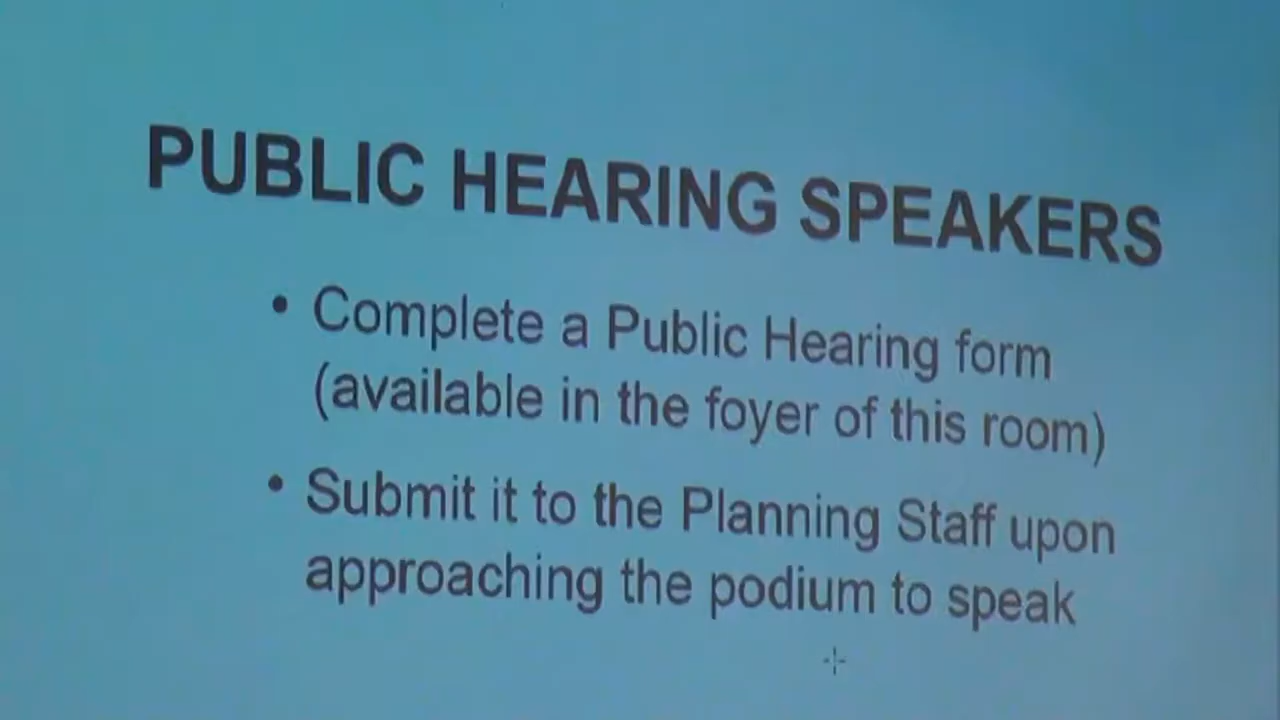 PUBLIC HEARING SPEAKERS
• Complete a Public Hearing form
(available in the foyer of this room)
• Submit it to the Planning Staff upon
approaching the podium to speak